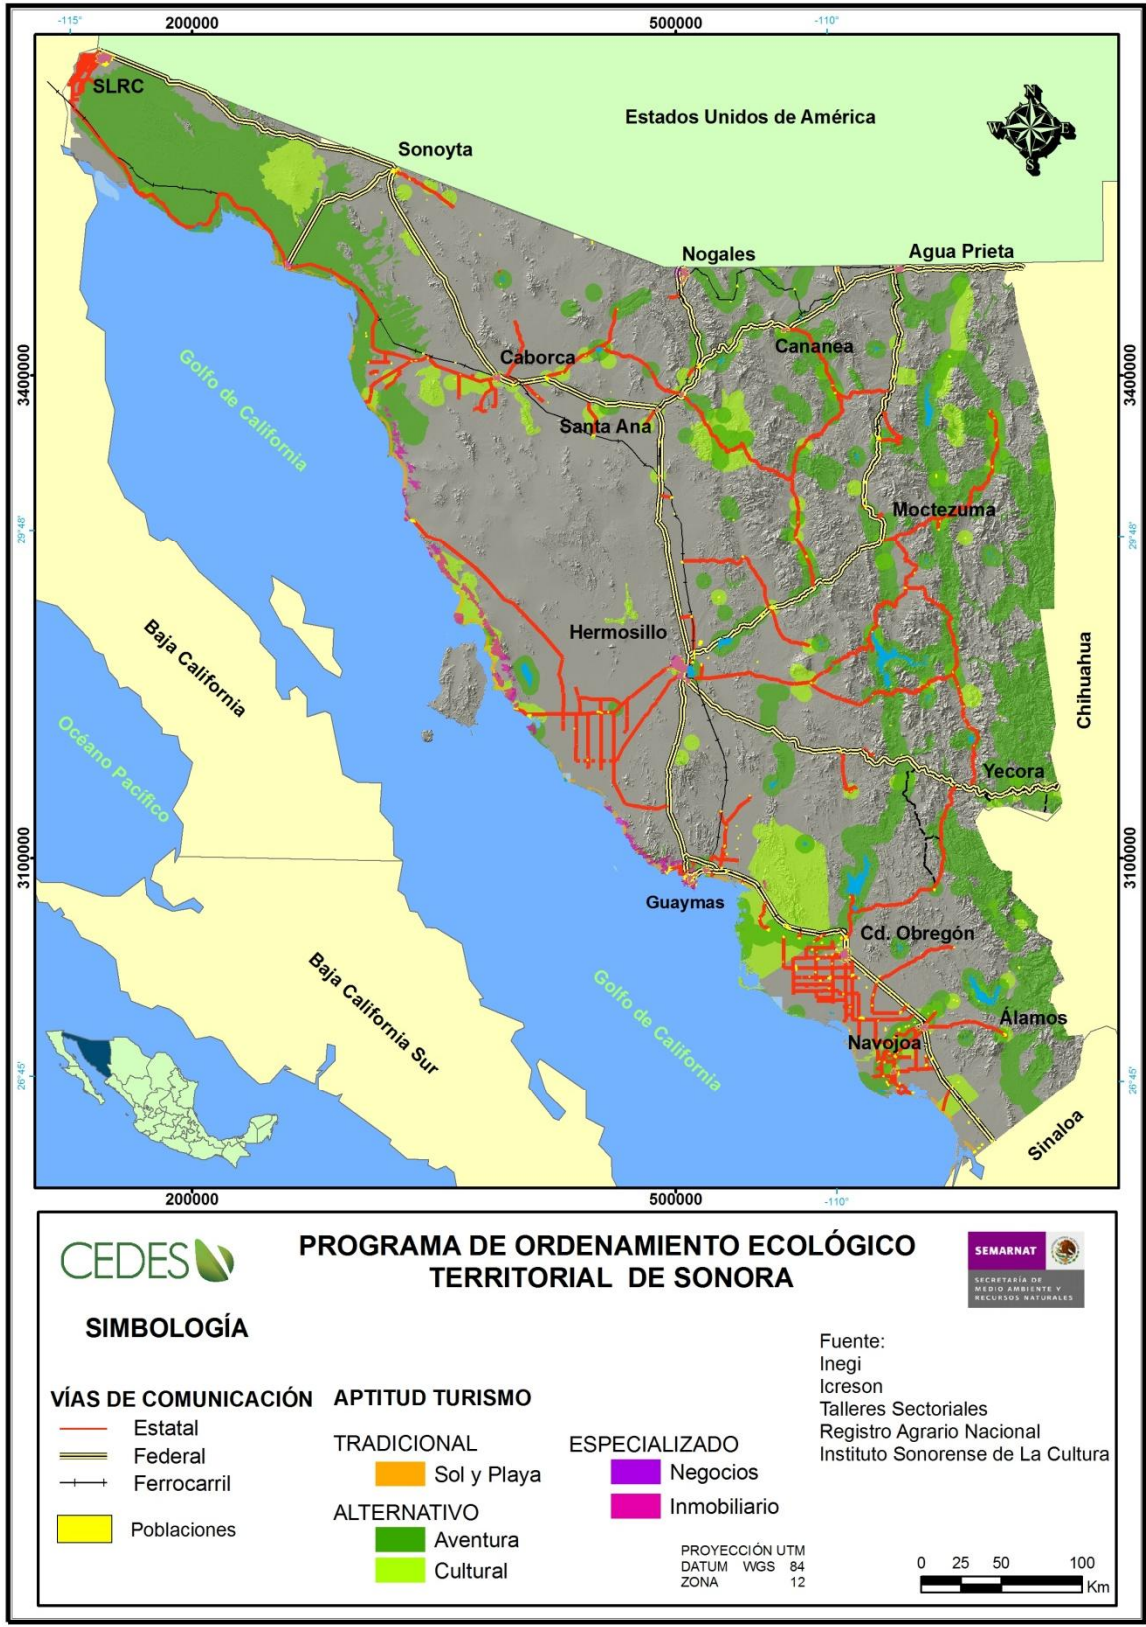 -115°
200000
500000
-110°
SLRC
Estados Unidos de América
N
W E
S
Sonoyta
Nogales
Agua Prieta
Cananea
Caborca
Santa Ana
Golfo de California
3400000
3400000
29°48'
29°48'
Moctezuma
Hermosillo
Baja California
Chihuahua
Océano Pacífico
Yecora
3100000
3100000
Guaymas
Cd. Obregón
Baja California Sur
Golfo de California
Álamos
Navojoa
26°45'
26°45'
Sinaloa
200000
500000
-110°
CEDES
PROGRAMA DE ORDENAMIENTO ECOLÓGICO
TERRITORIAL DE SONORA
SEMARNAT
SECRETARÍA DE
MEDIO AMBIENTE Y
RECURSOS NATURALES
SIMBOLOGÍA
VÍAS DE COMUNICACIÓN
Estatal
Federal
Ferrocarril
Poblaciones
APTITUD TURISMO
TRADICIONAL
Sol y Playa
ALTERNATIVO
Aventura
Cultural
ESPECIALIZADO
Negocios
Inmobiliario
Fuente:
Inegi
Icreson
Talleres Sectoriales
Registro Agrario Nacional
Instituto Sonorense de La Cultura
PROYECCIÓN UTM
DATUM WGS 84
ZONA 12
0 25 50 100
Km